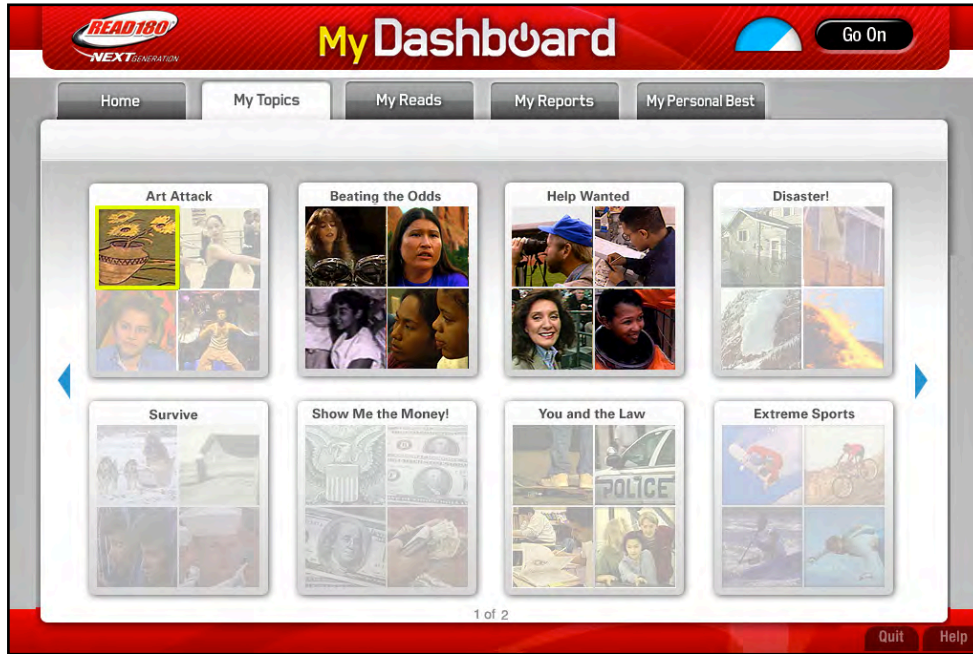 READ 180
NEXT GENERATION
My Dashboard
Go On
Home
My Topics
My Reads
My Reports
My Personal Best
Art Attack
Beating the Odds
Help Wanted
Disaster!
Survive
Show Me the Money!
You and the Law
Extreme Sports
POLICE
1 of 2
Quit
Help